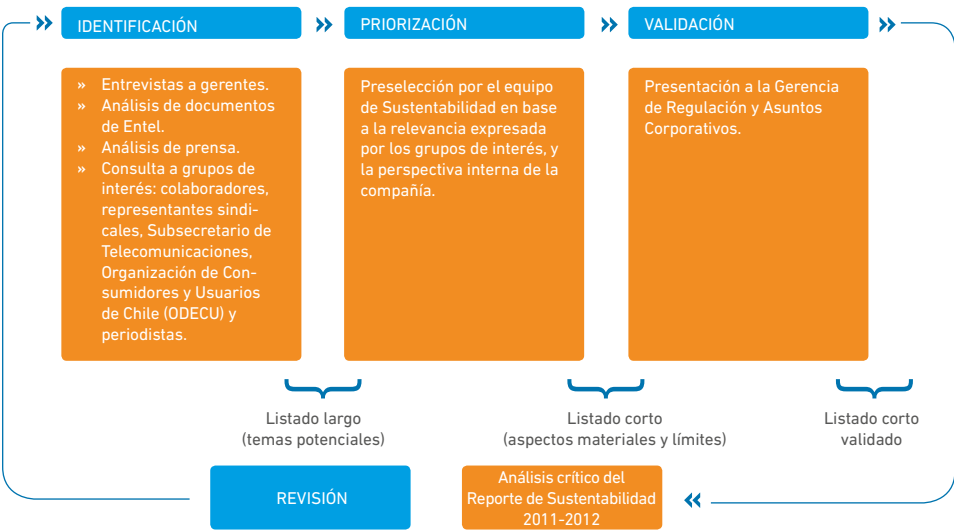 IDENTIFICACIÓN
» Entrevistas a gerentes.
» Análisis de documentos
de Entel.
» Análisis de prensa.
» Consulta a grupos de
interés: colaboradores,
representantes sindi-
cales, Subsecretario de
Telecomunicaciones,
Organización de Con-
sumidores y Usuarios
de Chile (ODECU) y
periodistas.
PRIORIZACIÓN
Preselección por el equipo
de Sustentabilidad en base
a la relevancia expresada
por los grupos de interés, y
la perspectiva interna de la
compañía.
VALIDACIÓN
Presentación a la Gerencia
de Regulación y Asuntos
Corporativos.
Listado largo
(temas potenciales)
Listado corto
(aspectos materiales y límites)
Listado corto
validado
REVISIÓN
Análisis crítico del
Reporte de Sustentabilidad
2011-2012